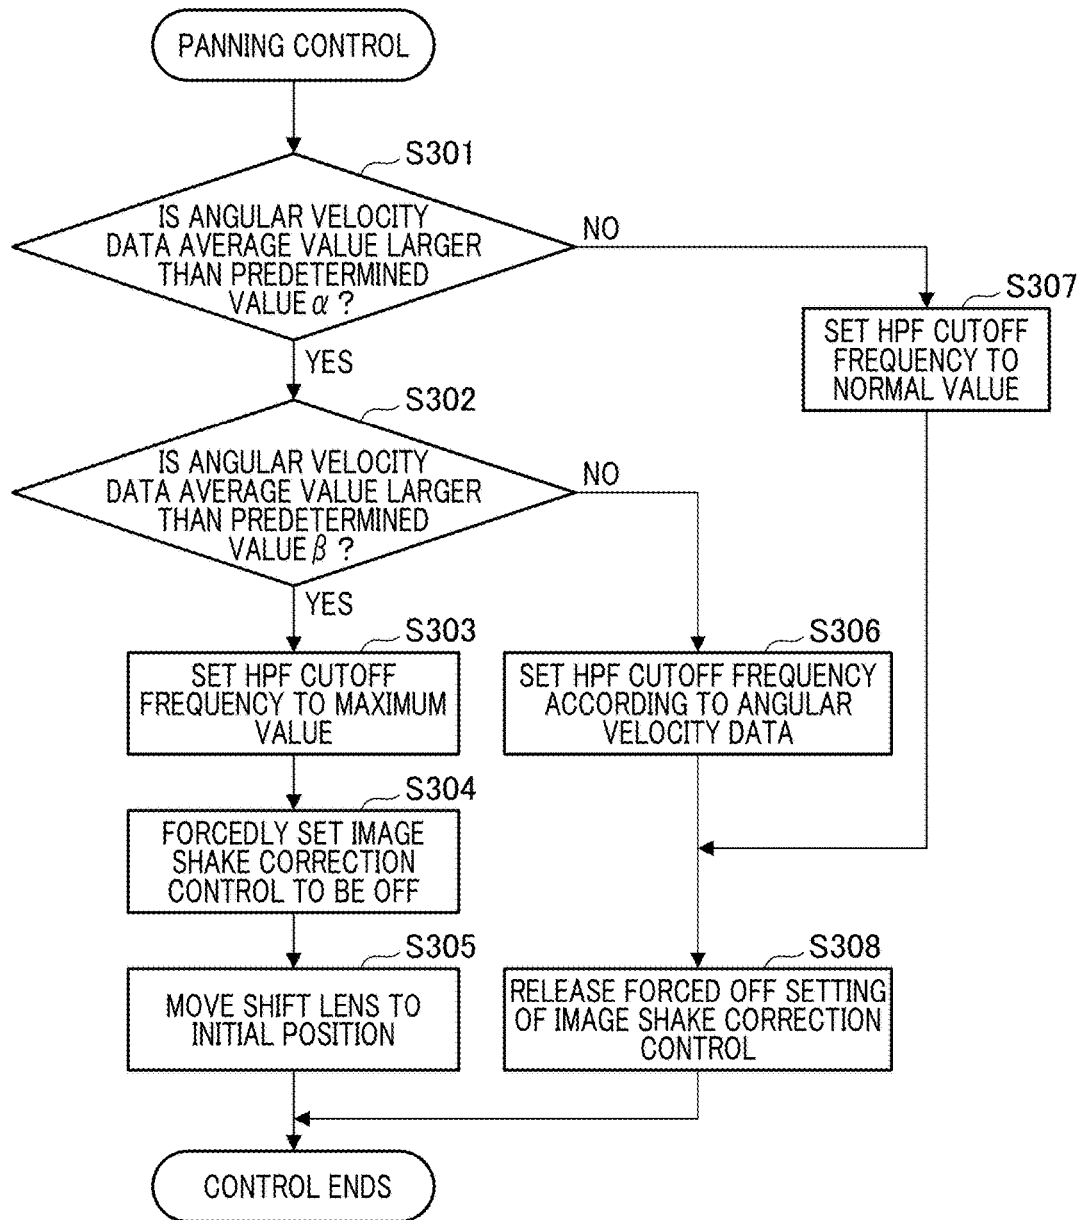 PANNING CONTROL
S301
IS ANGULAR VELOCITY
DATA AVERAGE VALUE LARGER
THAN PREDETERMINED
VALUE α ?
NO
YES
S307
SET HPF CUTOFF
FREQUENCY TO
NORMAL VALUE
S302
IS ANGULAR VELOCITY
DATA AVERAGE VALUE LARGER
THAN PREDETERMINED
VALUE β ?
NO
YES
S303
SET HPF CUTOFF
FREQUENCY TO MAXIMUM
VALUE
S306
SET HPF CUTOFF FREQUENCY
ACCORDING TO ANGULAR
VELOCITY DATA
S304
FORCEDLY SET IMAGE
SHAKE CORRECTION
CONTROL TO BE OFF
S305
MOVE SHIFT LENS TO
INITIAL POSITION
S308
RELEASE FORCED OFF SETTING
OF IMAGE SHAKE CORRECTION
CONTROL
CONTROL ENDS